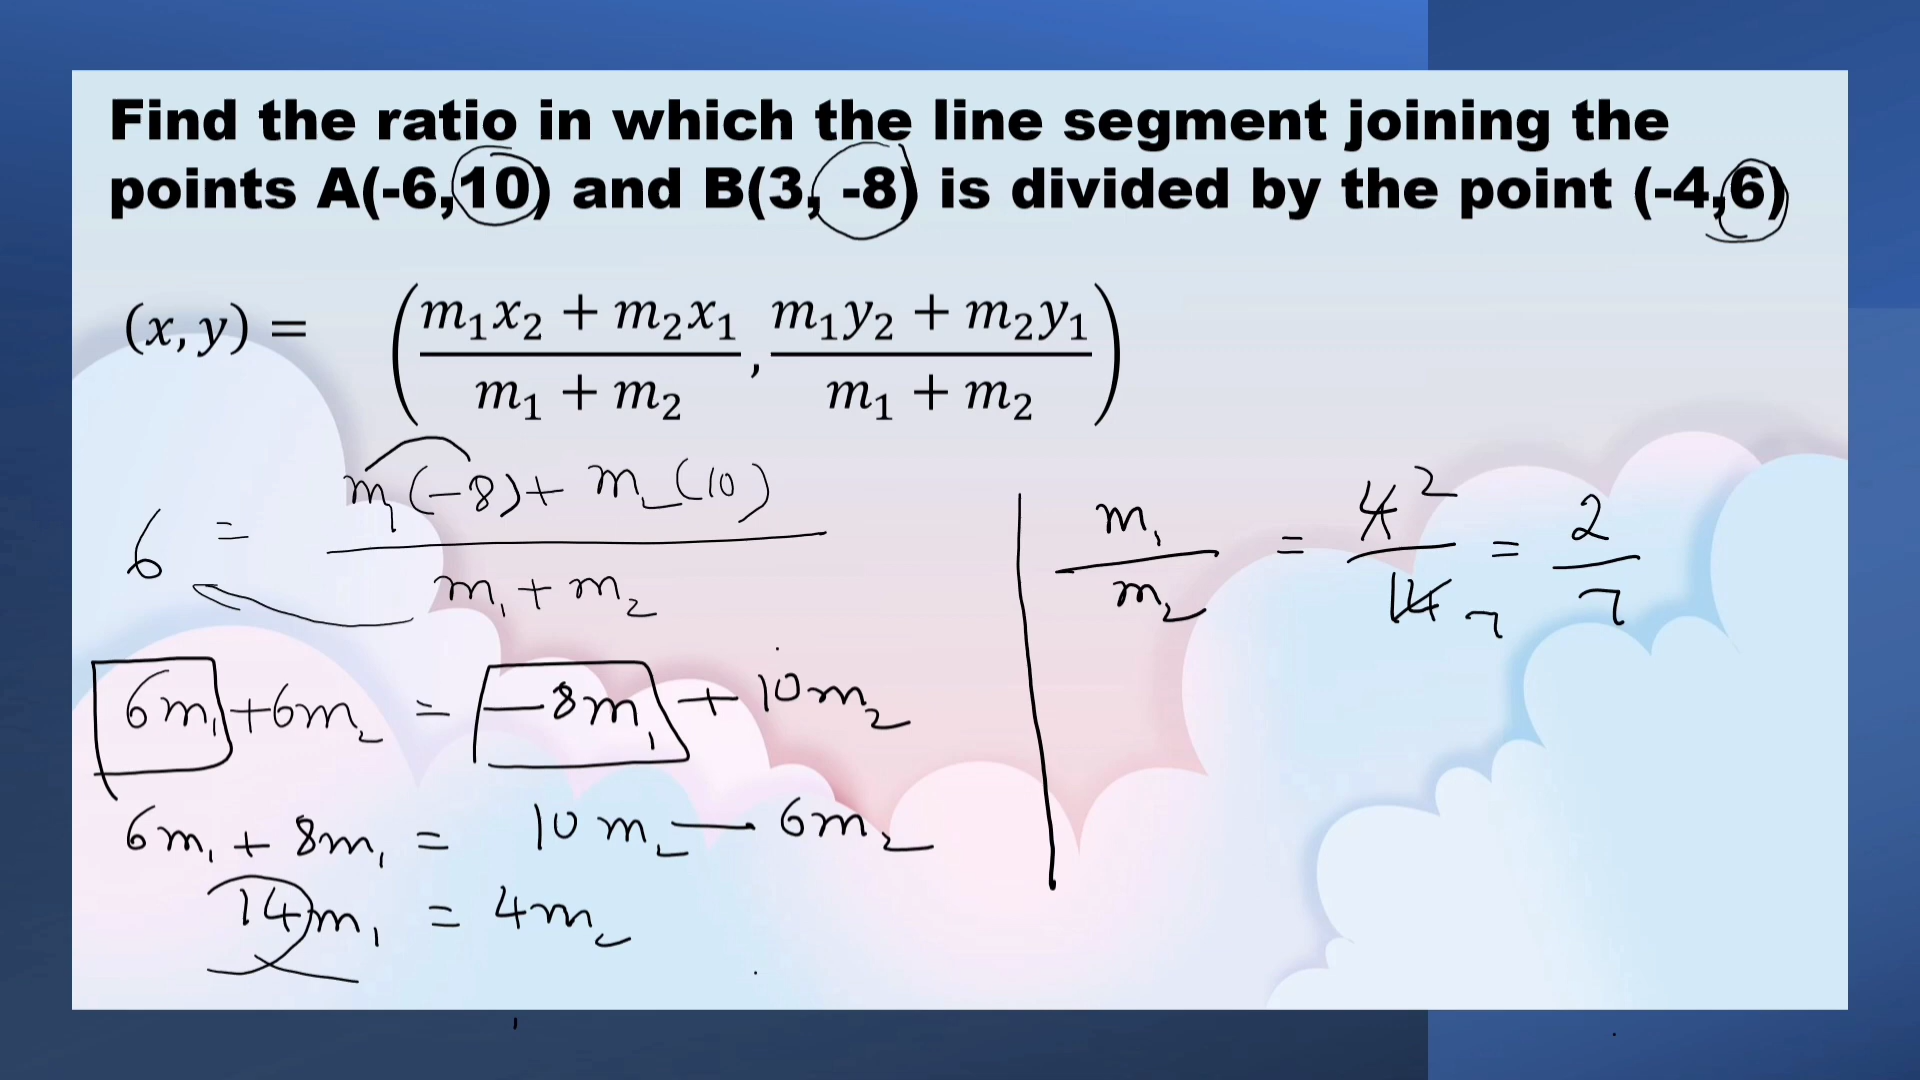 Find the ratio in which the line segment joining the
points A(-6,10) and B(3, -8) is divided by the point (-4,6)
(x, y) = (m₁x₂ + m₂x₁ / m₁ + m₂ , m₁y₂ + m₂y₁ / m₁ + m₂)
6 = m₁(-8) + m₂(10) / m₁ + m₂
6m₁ + 6m₂ = -8m₁ + 10m₂
6m₁ + 8m₁ = 10m₂ - 6m₂
14m₁ = 4m₂
m₁ / m₂ = 4 2 / 14 7 = 2 / 7